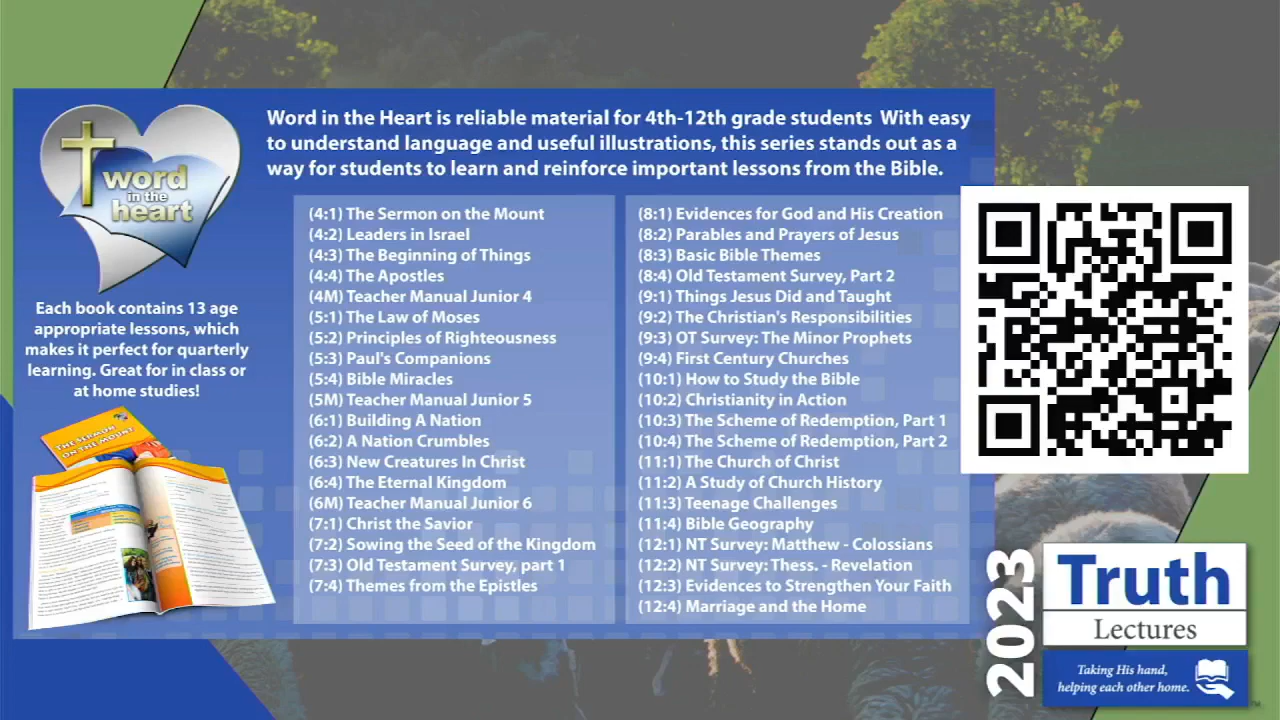 Word in the Heart is reliable material for 4th-12th grade students With easy
to understand language and useful illustrations, this series stands out as a
way for students to learn and reinforce important lessons from the Bible.
word
in the
heart
Each book contains 13 age
appropriate lessons, which
makes it perfect for quarterly
learning. Great for in class or
at home studies!
THE SERMON
ON THE MOUNT
(4:1) The Sermon on the Mount
(4:2) Leaders in Israel
(4:3) The Beginning of Things
(4:4) The Apostles
(4M) Teacher Manual Junior 4
(5:1) The Law of Moses
(5:2) Principles of Righteousness
(5:3) Paul's Companions
(5:4) Bible Miracles
(5M) Teacher Manual Junior 5
(6:1) Building A Nation
(6:2) A Nation Crumbles
(6:3) New Creatures In Christ
(6:4) The Eternal Kingdom
(6M) Teacher Manual Junior 6
(7:1) Christ the Savior
(7:2) Sowing the Seed of the Kingdom
(7:3) Old Testament Survey, part 1
(7:4) Themes from the Epistles
(8:1) Evidences for God and His Creation
(8:2) Parables and Prayers of Jesus
(8:3) Basic Bible Themes
(8:4) Old Testament Survey, Part 2
(9:1) Things Jesus Did and Taught
(9:2) The Christian's Responsibilities
(9:3) OT Survey: The Minor Prophets
(9:4) First Century Churches
(10:1) How to Study the Bible
(10:2) Christianity in Action
(10:3) The Scheme of Redemption, Part 1
(10:4) The Scheme of Redemption, Part 2
(11:1) The Church of Christ
(11:2) A Study of Church History
(11:3) Teenage Challenges
(11:4) Bible Geography
(12:1) NT Survey: Matthew - Colossians
(12:2) NT Survey: Thess. - Revelation
(12:3) Evidences to Strengthen Your Faith
(12:4) Marriage and the Home
2023
Truth
Lectures
Taking His hand,
helping each other home.
TM